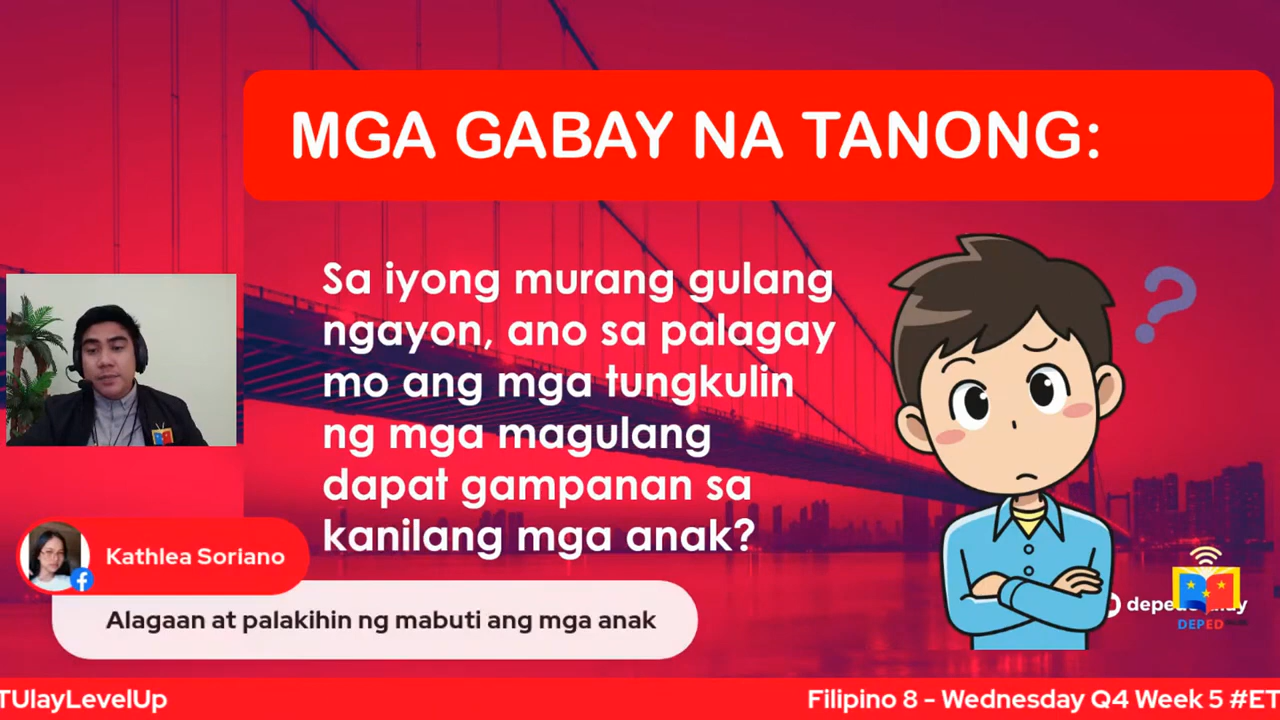 MGA GABAY NA TANONG:
Sa iyong murang gulang
ngayon, ano sa palagay
mo ang mga tungkulin
ng mga magulang
dapat gampanan sa
kanilang mga anak?
Kathlea Soriano
Alagaan at palakihin ng mabuti ang mga anak
DEPED
TUlayLevelUp
Filipino 8 - Wednesday Q4 Week 5 #ET